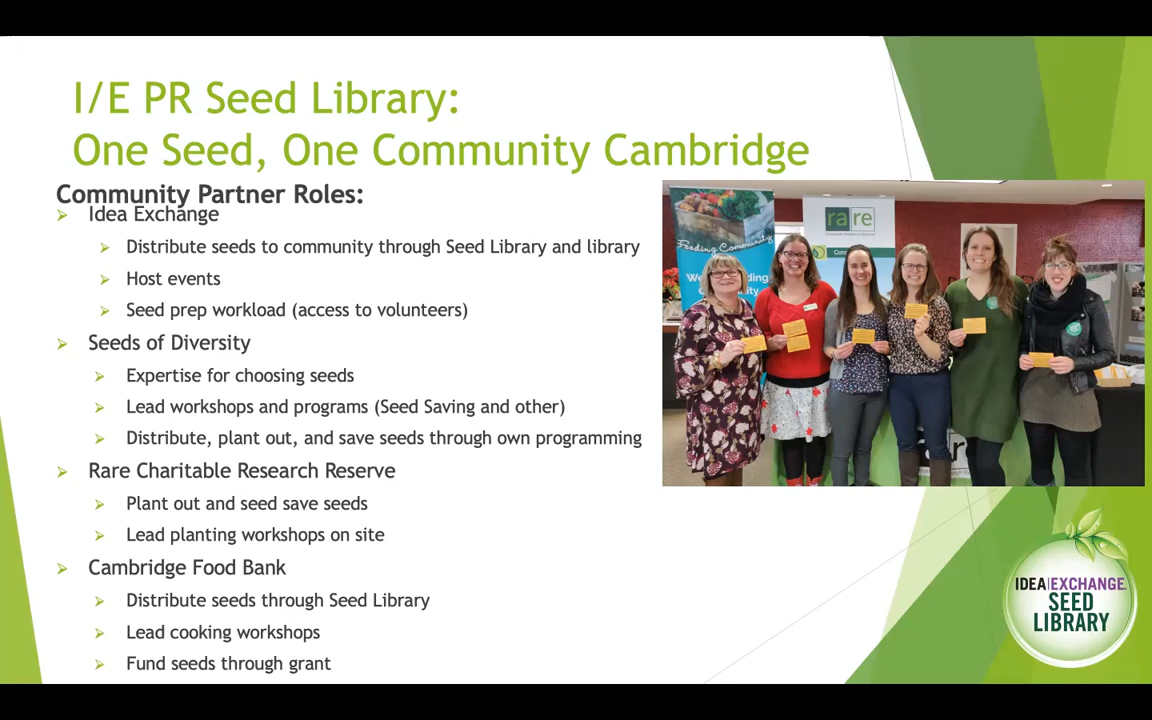 I/E PR Seed Library:
One Seed, One Community Cambridge
Community Partner Roles:
Idea Exchange
Distribute seeds to community through Seed Library and library
Host events
Seed prep workload (access to volunteers)
Seeds of Diversity
Expertise for choosing seeds
Lead workshops and programs (Seed Saving and other)
Distribute, plant out, and save seeds through own programming
Rare Charitable Research Reserve
Plant out and seed save seeds
Lead planting workshops on site
Cambridge Food Bank
Distribute seeds through Seed Library
Lead cooking workshops
Fund seeds through grant
Feeding Community
rare
IDEA|EXCHANGE
SEED
LIBRARY